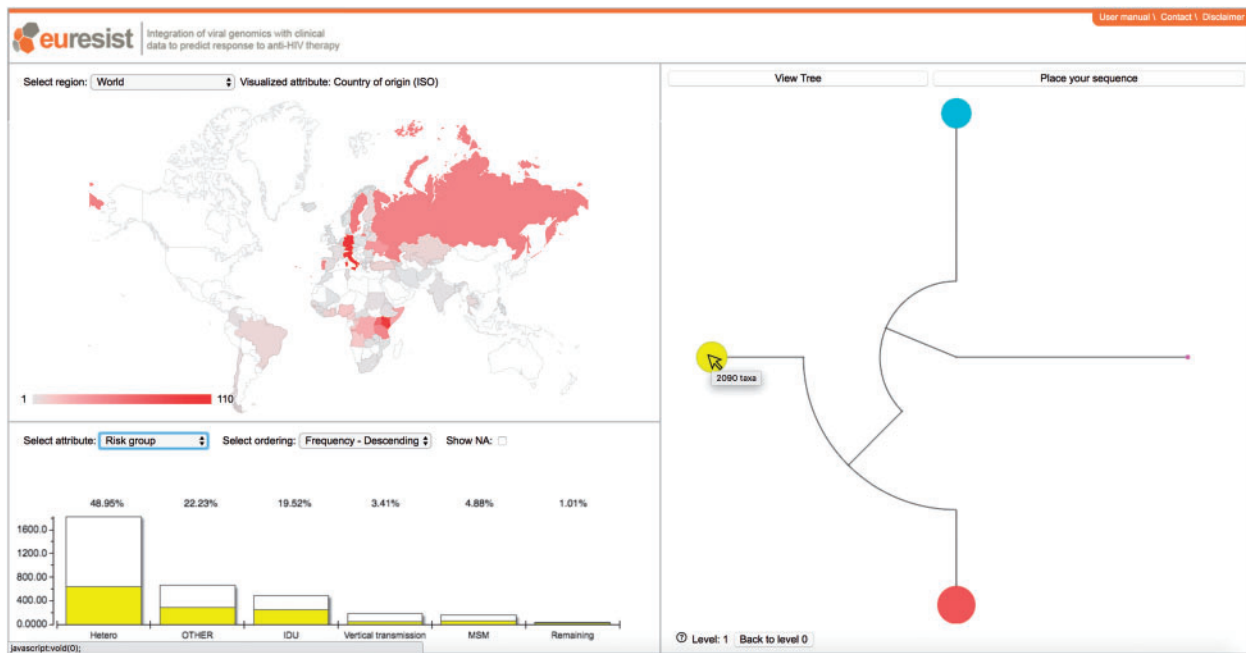 User manual \ Contact \ Disclaimer
euresist
Integration of viral genomics with clinical
data to predict response to anti-HIV therapy
Select region: World Visualized attribute: Country of origin (ISO)
1 110
Select attribute: Risk group Select ordering: Frequency - Descending Show NA:
48.95% 22.23% 19.52% 3.41% 4.88% 1.01%
1600.0
1200.0
800.00
400.00
0.0000
Hetero OTHER IDU Vertical transmission MSM Remaining
javascript:void(0);
View Tree Place your sequence
2090 taxa
? Level: 1 Back to level 0